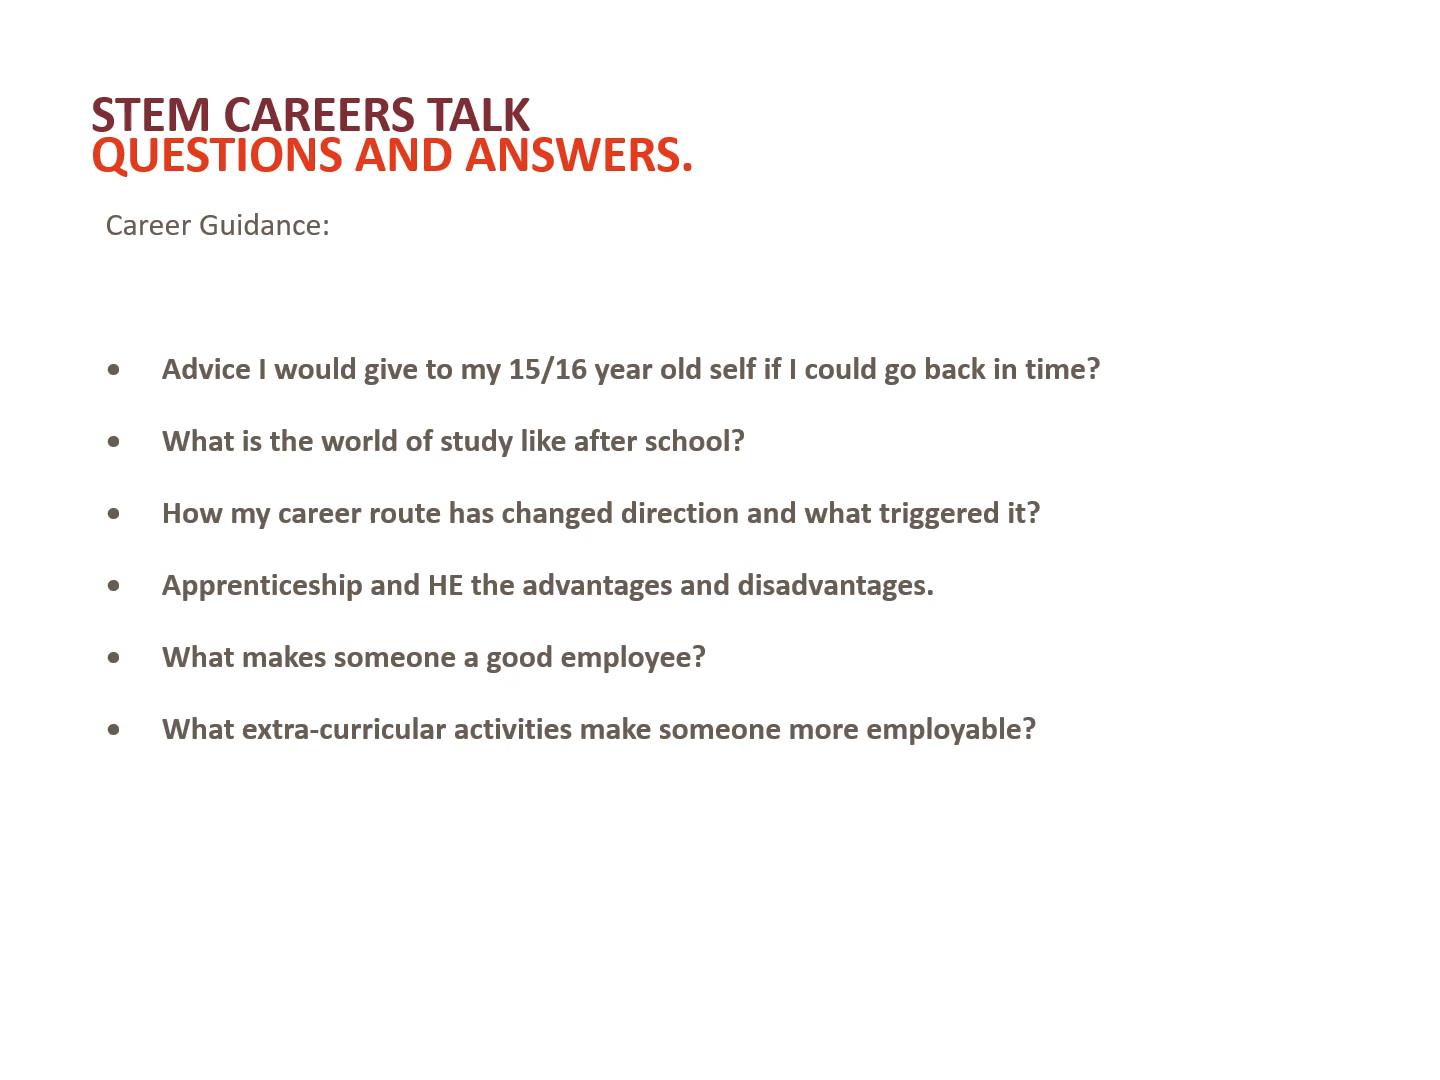 STEM CAREERS TALK
QUESTIONS AND ANSWERS.
Career Guidance:
• Advice I would give to my 15/16 year old self if I could go back in time?
• What is the world of study like after school?
• How my career route has changed direction and what triggered it?
• Apprenticeship and HE the advantages and disadvantages.
• What makes someone a good employee?
• What extra-curricular activities make someone more employable?